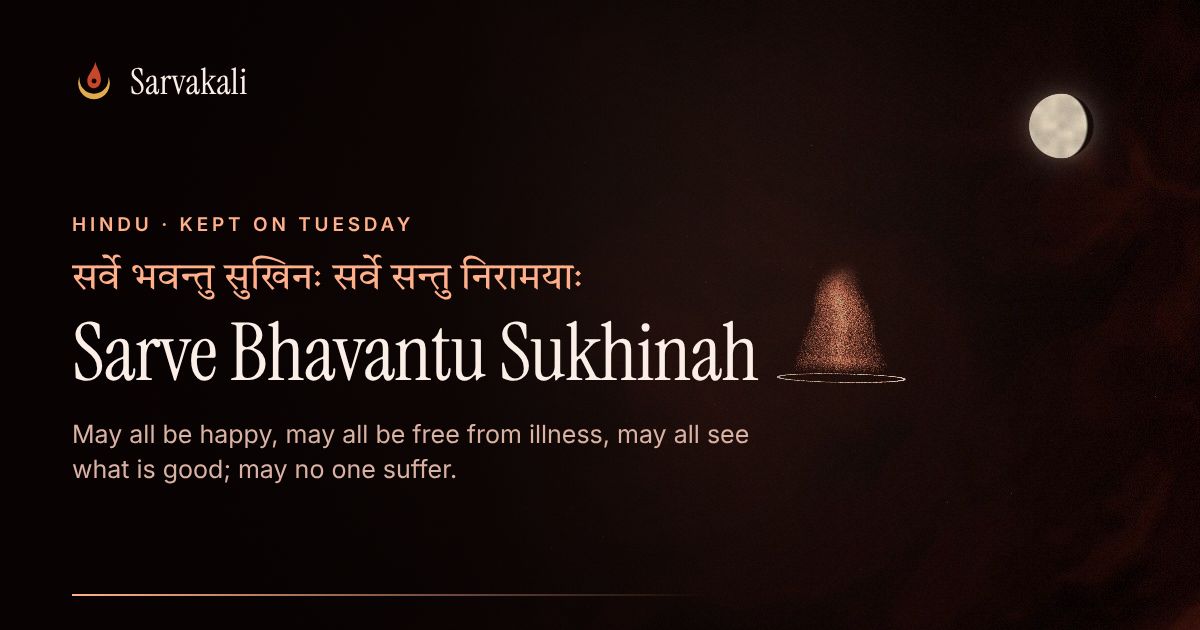 Sarvakali
HINDU · KEPT ON TUESDAY
सर्वे भवन्तु सुखिनः सर्वे सन्तु निरामयाः
Sarve Bhavantu Sukhinah
May all be happy, may all be free from illness, may all see
what is good; may no one suffer.